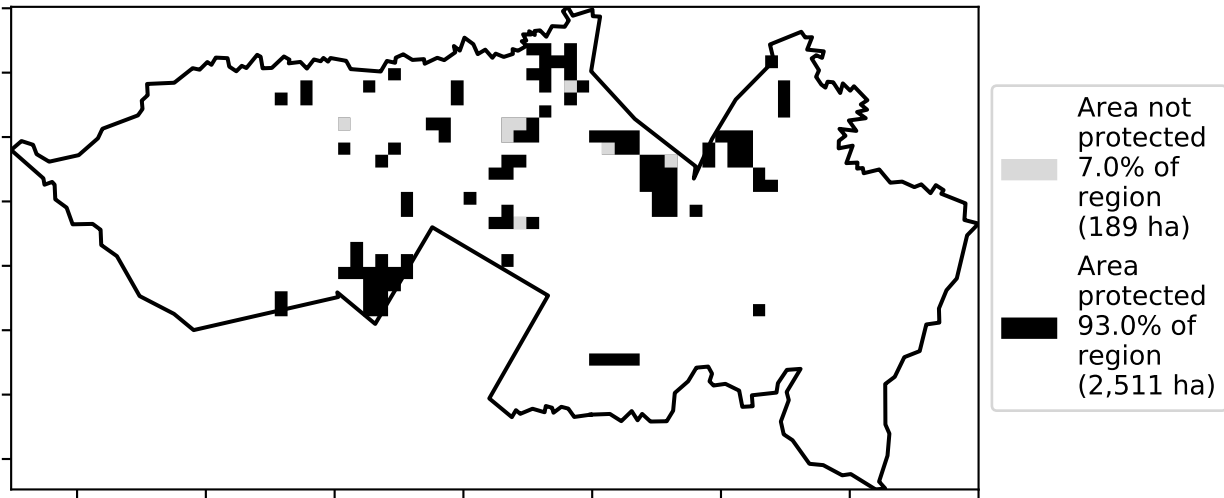 Area not
protected
7.0% of
region
(189 ha)
Area
protected
93.0% of
region
(2,511 ha)